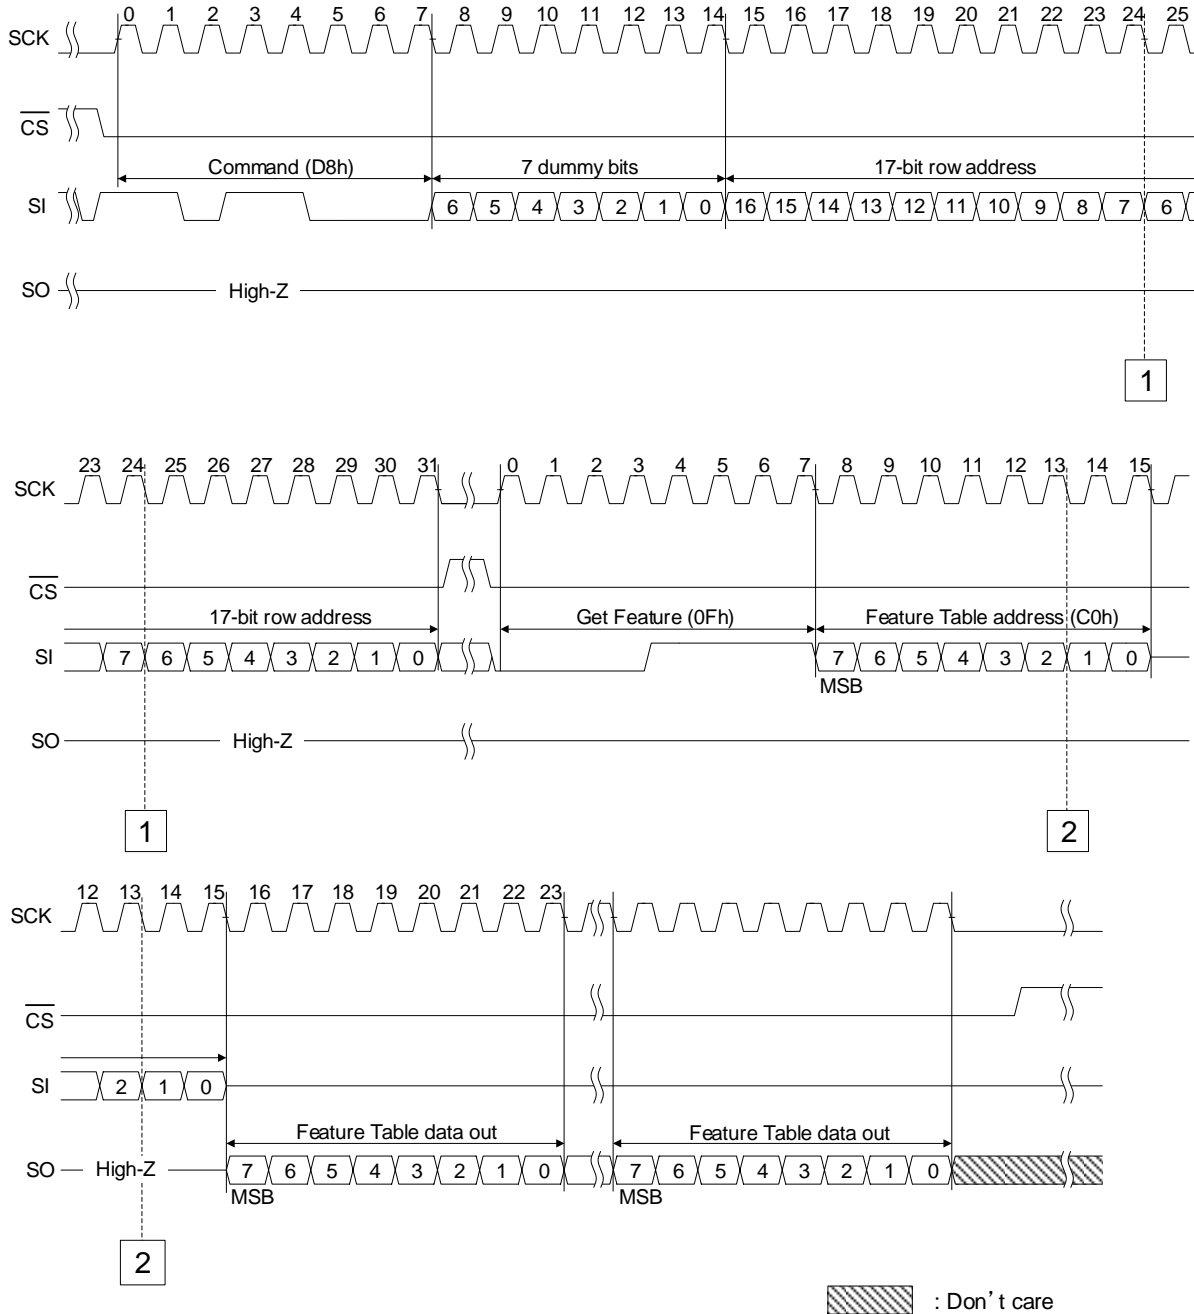 0 1 2 3 4 5 6 7 8 9 10 11 12 13 14 15 16 17 18 19 20 21 22 23 24 25
SCK
CS
Command (D8h) 7 dummy bits 17-bit row address
SI 6 5 4 3 2 1 0 16 15 14 13 12 11 10 9 8 7 6
SO High-Z
1
23 24 25 26 27 28 29 30 31 0 1 2 3 4 5 6 7 8 9 10 11 12 13 14 15
SCK
CS
17-bit row address Get Feature (0Fh) Feature Table address (C0h)
SI 7 6 5 4 3 2 1 0 7 6 5 4 3 2 1 0
MSB
SO High-Z
1 2
12 13 14 15 16 17 18 19 20 21 22 23
SCK
CS
SI 2 1 0
Feature Table data out Feature Table data out
SO High-Z 7 6 5 4 3 2 1 0 7 6 5 4 3 2 1 0
MSB MSB
2
: Don't care